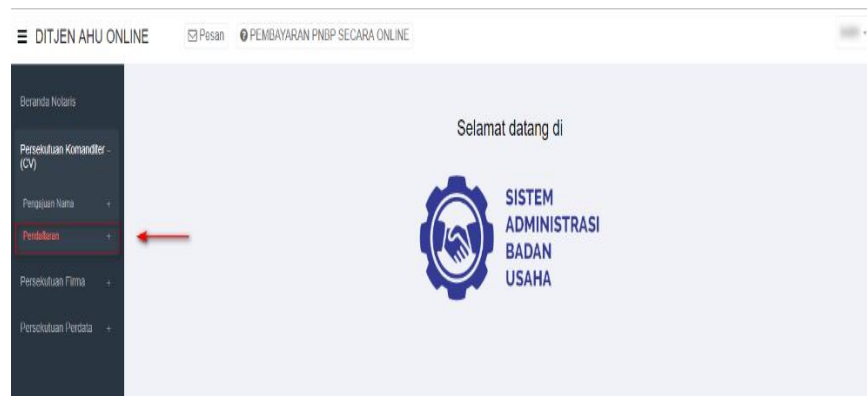 DITJEN AHU ONLINE
Pesan
PEMBAYARAN PNBP SECARA ONLINE
Beranda Notaris
Persekutuan Komanditer -
(CV)
Pengajuan Nama +
Pendaftaran +
Persekutuan Firma +
Persekutuan Perdata +
Selamat datang di
SISTEM
ADMINISTRASI
BADAN
USAHA